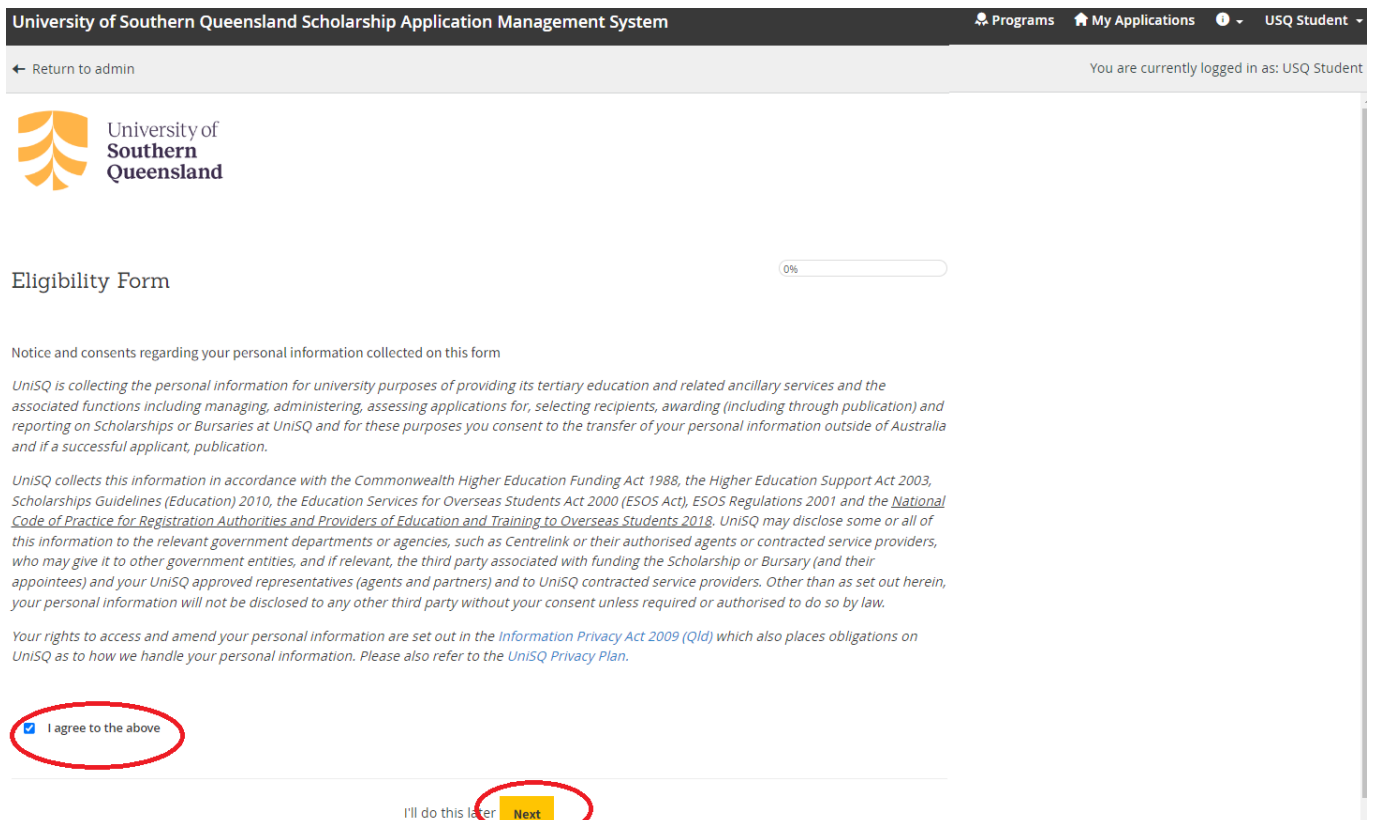 University of Southern Queensland Scholarship Application Management System
Programs
My Applications
USQ Student
Return to admin
You are currently logged in as: USQ Student
University of
Southern
Queensland
Eligibility Form
0%
Notice and consents regarding your personal information collected on this form
UniSQ is collecting the personal information for university purposes of providing its tertiary education and related ancillary services and the
associated functions including managing, administering, assessing applications for, selecting recipients, awarding (including through publication) and
reporting on Scholarships or Bursaries at UniSQ and for these purposes you consent to the transfer of your personal information outside of Australia
and if a successful applicant, publication.
UniSQ collects this information in accordance with the Commonwealth Higher Education Funding Act 1988, the Higher Education Support Act 2003,
Scholarships Guidelines (Education) 2010, the Education Services for Overseas Students Act 2000 (ESOS Act), ESOS Regulations 2001 and the National
Code of Practice for Registration Authorities and Providers of Education and Training to Overseas Students 2018. UniSQ may disclose some or all of
this information to the relevant government departments or agencies, such as Centrelink or their authorised agents or contracted service providers,
who may give it to other government entities, and if relevant, the third party associated with funding the Scholarship or Bursary (and their
appointees) and your UniSQ approved representatives (agents and partners) and to UniSQ contracted service providers. Other than as set out herein,
your personal information will not be disclosed to any other third party without your consent unless required or authorised to do so by law.
Your rights to access and amend your personal information are set out in the Information Privacy Act 2009 (Qld) which also places obligations on
UniSQ as to how we handle your personal information. Please also refer to the UniSQ Privacy Plan.
I agree to the above
I'll do this later
Next